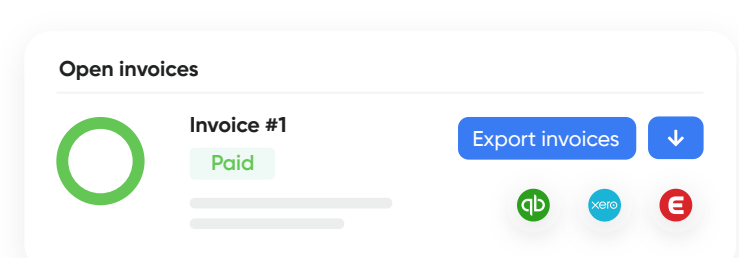 Open invoices
Invoice #1
Paid
Export invoices
qb
xero
e